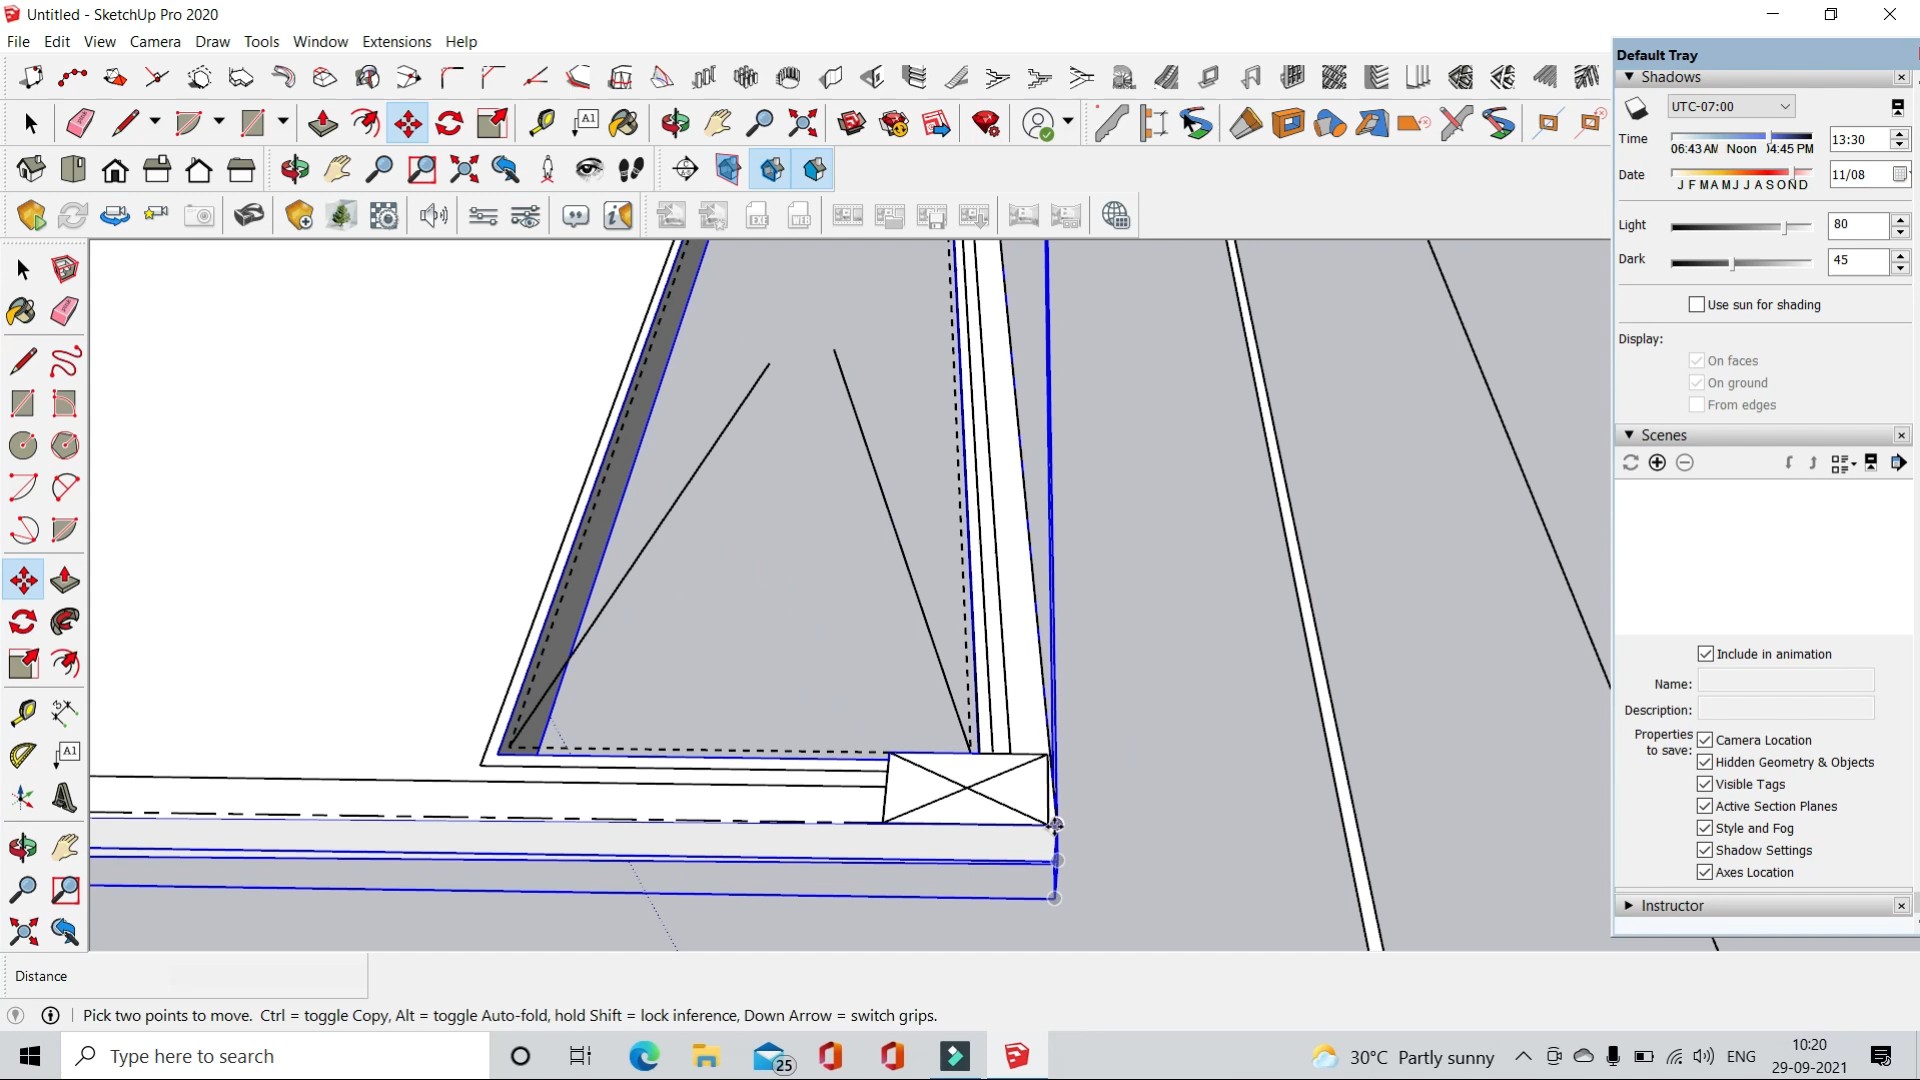 Untitled - SketchUp Pro 2020
File Edit View Camera Draw Tools Window Extensions Help
Default Tray
Shadows
UTC-07:00
Time
06:43 AM Noon 04:45 PM
13:30
Date
J F M A M J J A S O N D
11/08
Light
80
Dark
45
Use sun for shading
Display:
On faces
On ground
From edges
Scenes
Include in animation
Name:
Description:
Properties
to save:
Camera Location
Hidden Geometry & Objects
Visible Tags
Active Section Planes
Style and Fog
Shadow Settings
Axes Location
Instructor
A1
A1
Distance
Pick two points to move. Ctrl = toggle Copy, Alt = toggle Auto-fold, hold Shift = lock inference, Down Arrow = switch grips.
Type here to search
25
30°C Partly sunny
ENG
10:20
29-09-2021